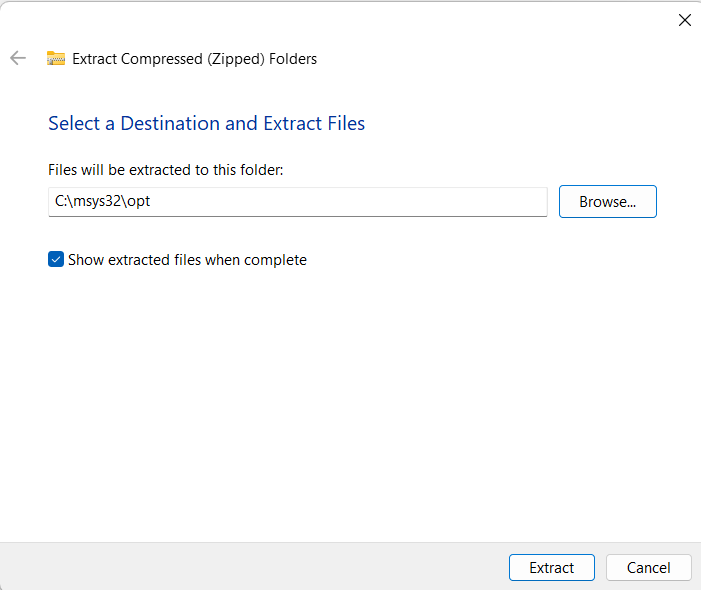 Extract Compressed (Zipped) Folders
Select a Destination and Extract Files
Files will be extracted to this folder:
C:\msys32\opt
Browse...
Show extracted files when complete
Extract
Cancel